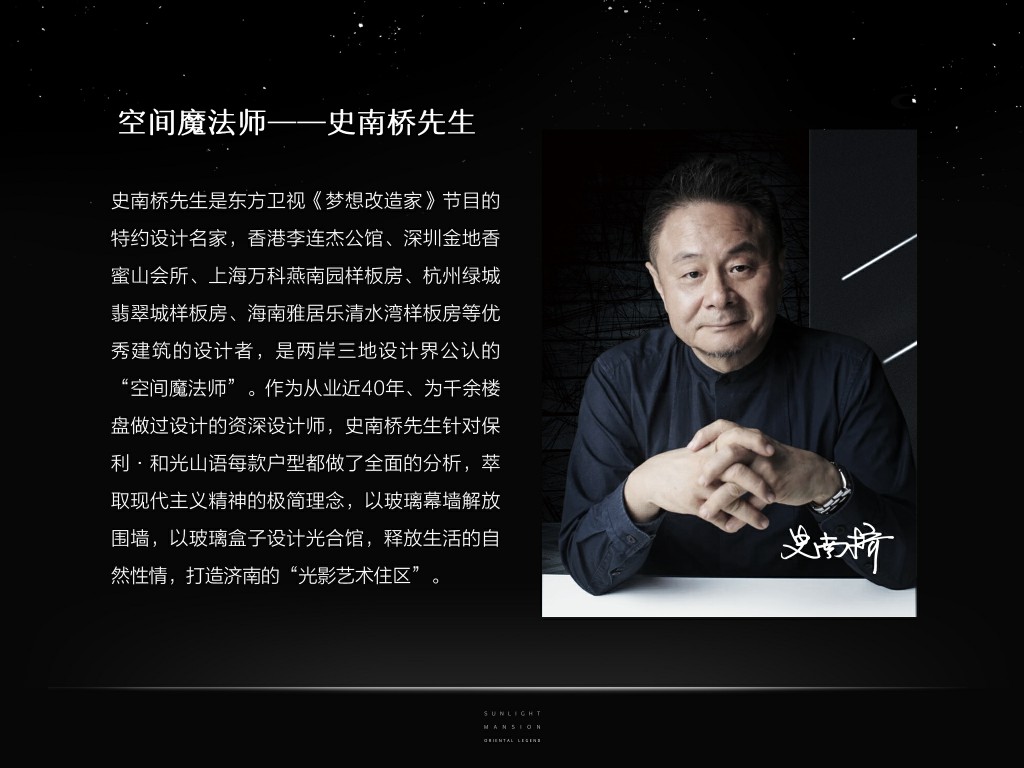 空间魔法师——史南桥先生
史南桥先生是东方卫视《梦想改造家》节目的
特约设计名家，香港李连杰公馆、深圳金地香
蜜山会所、上海万科燕南园样板房、杭州绿城
翡翠城样板房、海南雅居乐清水湾样板房等优
秀建筑的设计者，是两岸三地设计界公认的
“空间魔法师”。作为从业近40年、为千余楼
盘做过设计的资深设计师，史南桥先生针对保
利·和光山语每款户型都做了全面的分析，萃
取现代主义精神的极简理念，以玻璃幕墙解放
围墙，以玻璃盒子设计光合馆，释放生活的自
然性情，打造济南的“光影艺术住区”。
史南桥
SUNLIGHT
MANSION
ORIENTAL LEGEND